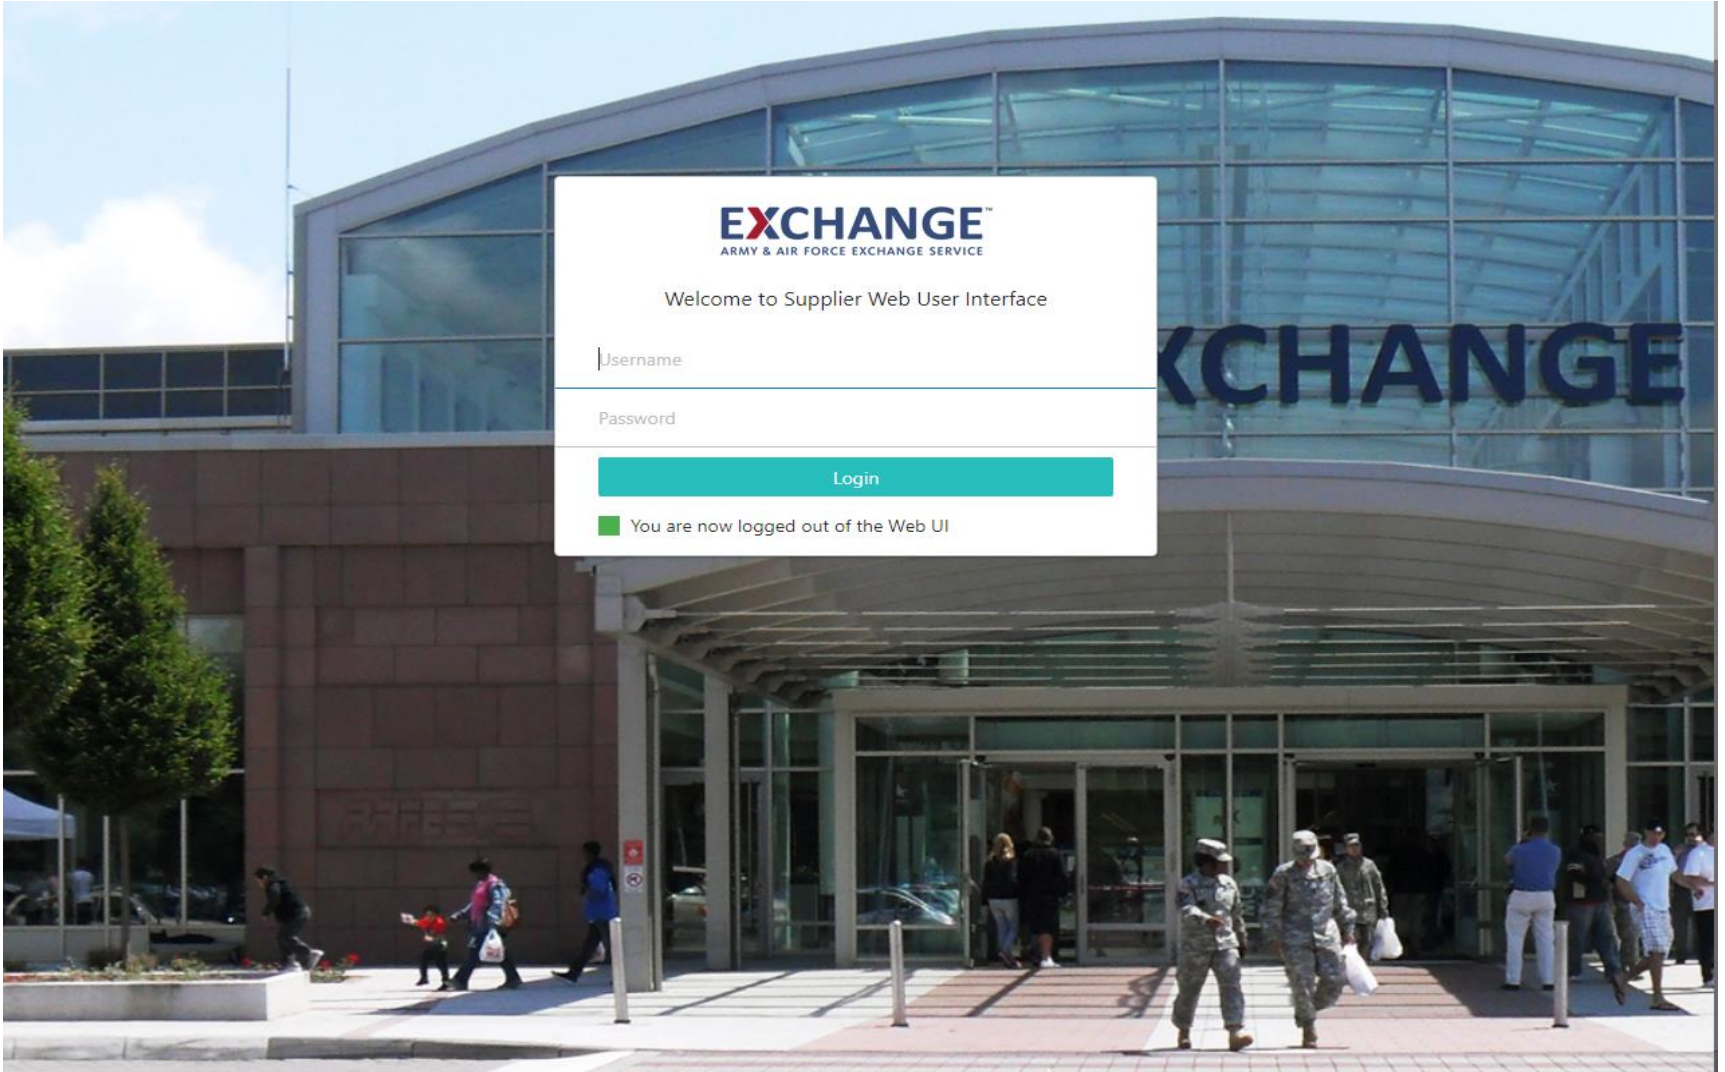 EXCHANGE™
ARMY & AIR FORCE EXCHANGE SERVICE
Welcome to Supplier Web User Interface
XCHANGE
Username
Password
Login
You are now logged out of the Web UI